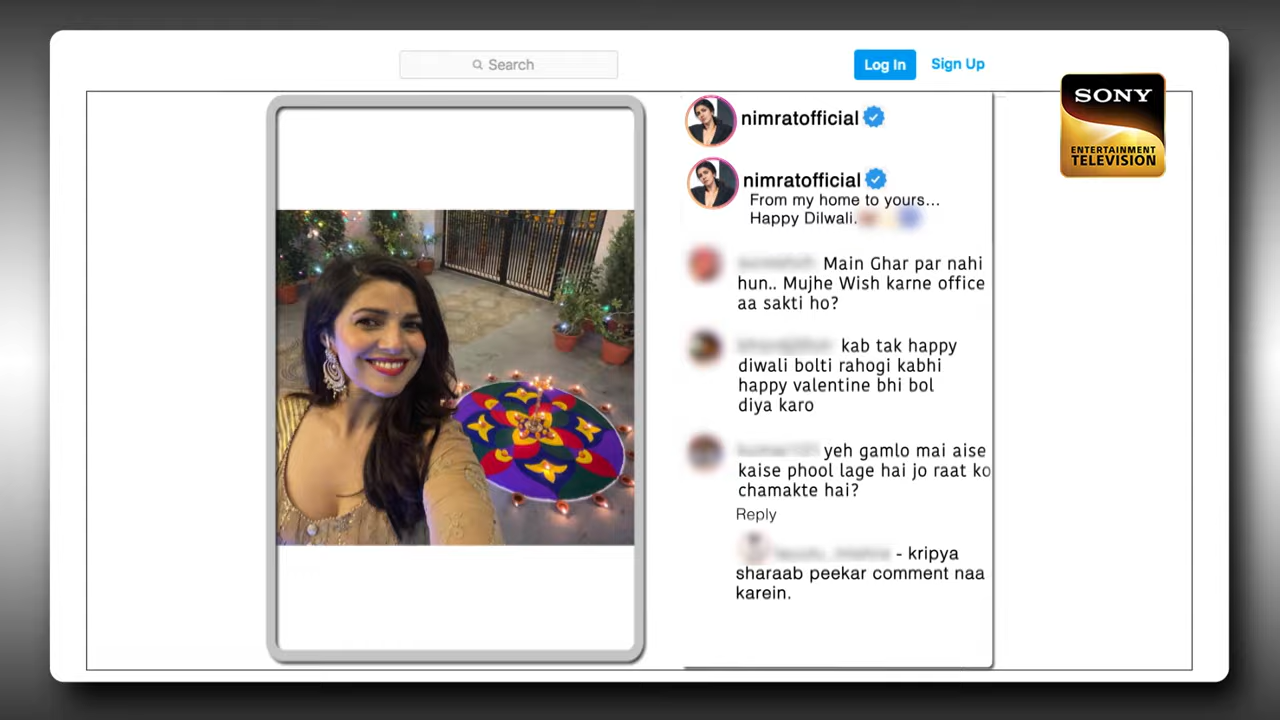 Search
Log In
Sign Up
SONY
ENTERTAINMENT
TELEVISION
nimratofficial
nimratofficial
From my home to yours...
Happy Dilwali.
Main Ghar par nahi
hun.. Mujhe Wish karne office
aa sakti ho?
kab tak happy
diwali bolti rahogi kabhi
happy valentine bhi bol
diya karo
yeh gamlo mai aise
kaise phool lage hai jo raat ko
chamakte hai?
Reply
- kripya
sharaab peekar comment naa
karein.